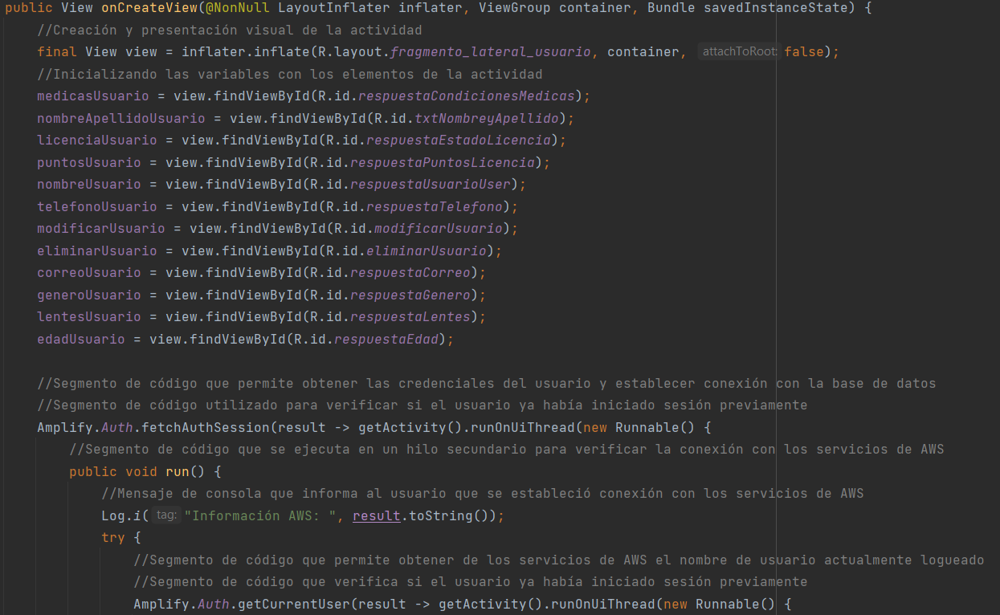 public View onCreateView(@NonNull LayoutInflater inflater, ViewGroup container, Bundle savedInstanceState) {
//Creación y presentación visual de la actividad
final View view = inflater.inflate(R.layout.fragmento_lateral_usuario, container, attachToRoot: false);
//Inicializando las variables con los elementos de la actividad
medicasUsuario = view.findViewById(R.id.respuestaCondicionesMedicas);
nombreApellidoUsuario = view.findViewById(R.id.txtNombreyApellido);
licenciaUsuario = view.findViewById(R.id.respuestaEstadoLicencia);
puntosUsuario = view.findViewById(R.id.respuestaPuntosLicencia);
nombreUsuario = view.findViewById(R.id.respuestaUsuarioUser);
telefonoUsuario = view.findViewById(R.id.respuestaTelefono);
modificarUsuario = view.findViewById(R.id.modificarUsuario);
eliminarUsuario = view.findViewById(R.id.eliminarUsuario);
correoUsuario = view.findViewById(R.id.respuestaCorreo);
generoUsuario = view.findViewById(R.id.respuestaGenero);
lentesUsuario = view.findViewById(R.id.respuestaLentes);
edadUsuario = view.findViewById(R.id.respuestaEdad);
//Segmento de código que permite obtener las credenciales del usuario y establecer conexión con la base de datos
//Segmento de código utilizado para verificar si el usuario ya había iniciado sesión previamente
Amplify.Auth.fetchAuthSession(result -> getActivity().runOnUiThread(new Runnable() {
//Segmento de código que se ejecuta en un hilo secundario para verificar la conexión con los servicios de AWS
public void run() {
//Mensaje de consola que informa al usuario que se estableció conexión con los servicios de AWS
Log.i( tag: "Información AWS: ", result.toString());
try {
//Segmento de código que permite obtener de los servicios de AWS el nombre de usuario actualmente logueado
//Segmento de código que verifica si el usuario ya había iniciado sesión previamente
Amplify.Auth.getCurrentUser(result -> getActivity().runOnUiThread(new Runnable() {